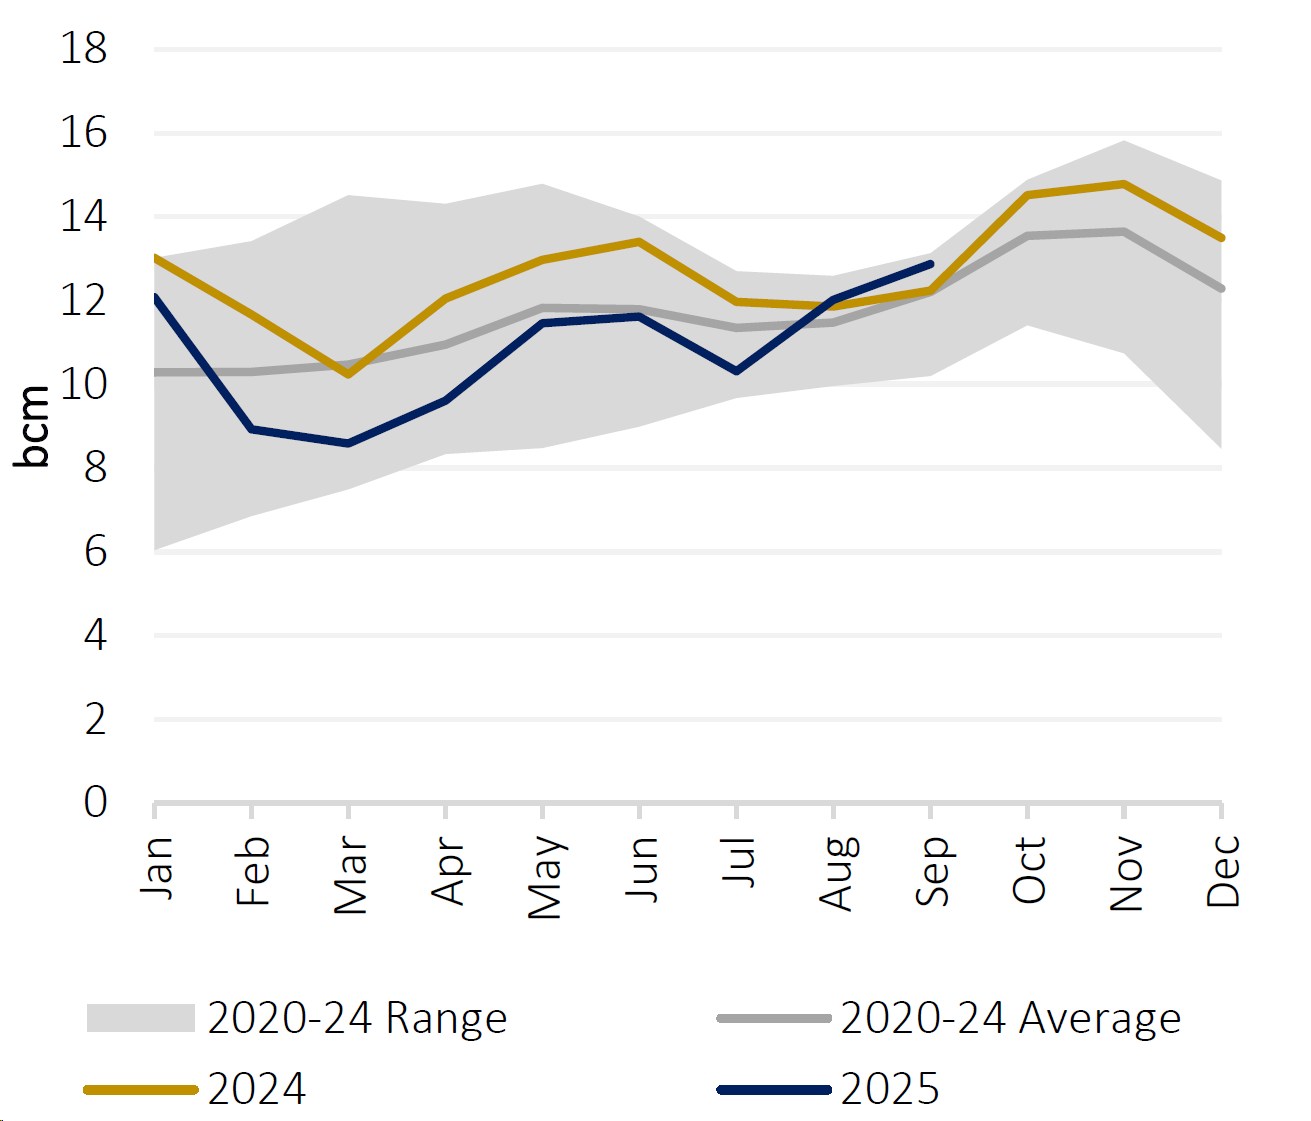 18
16
14
12
10
8
6
4
2
0
bcm
Jan
Feb
Mar
Apr
May
Jun
Jul
Aug
Sep
Oct
Nov
Dec
2020-24 Range
2020-24 Average
2024
2025